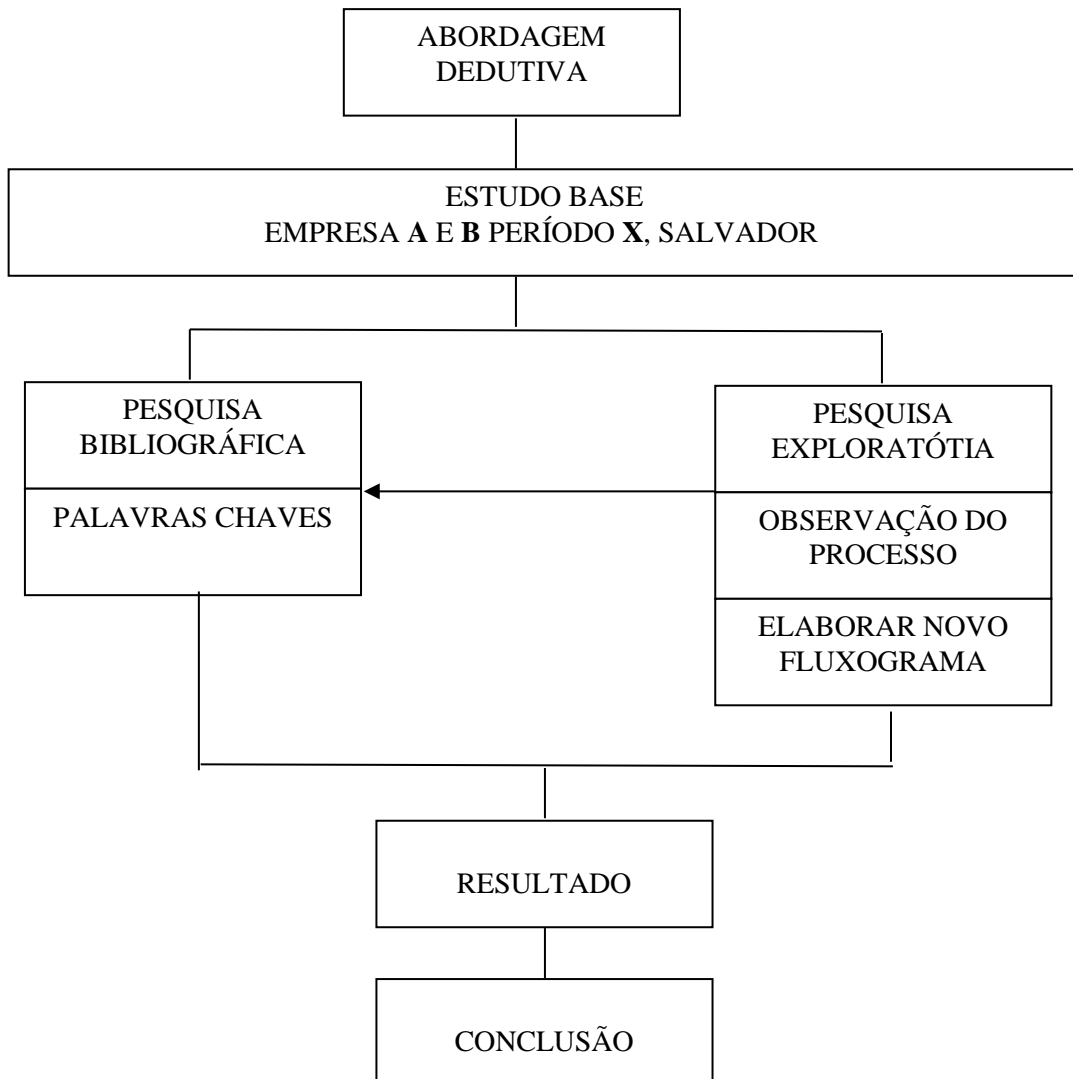 ABORDAGEM
DEDUTIVA
ESTUDO BASE
EMPRESA A E B PERÍODO X, SALVADOR
PESQUISA
BIBLIOGRÁFICA
PALAVRAS CHAVES
PESQUISA
EXPLORATÓTIA
OBSERVAÇÃO DO
PROCESSO
ELABORAR NOVO
FLUXOGRAMA
RESULTADO
CONCLUSÃO